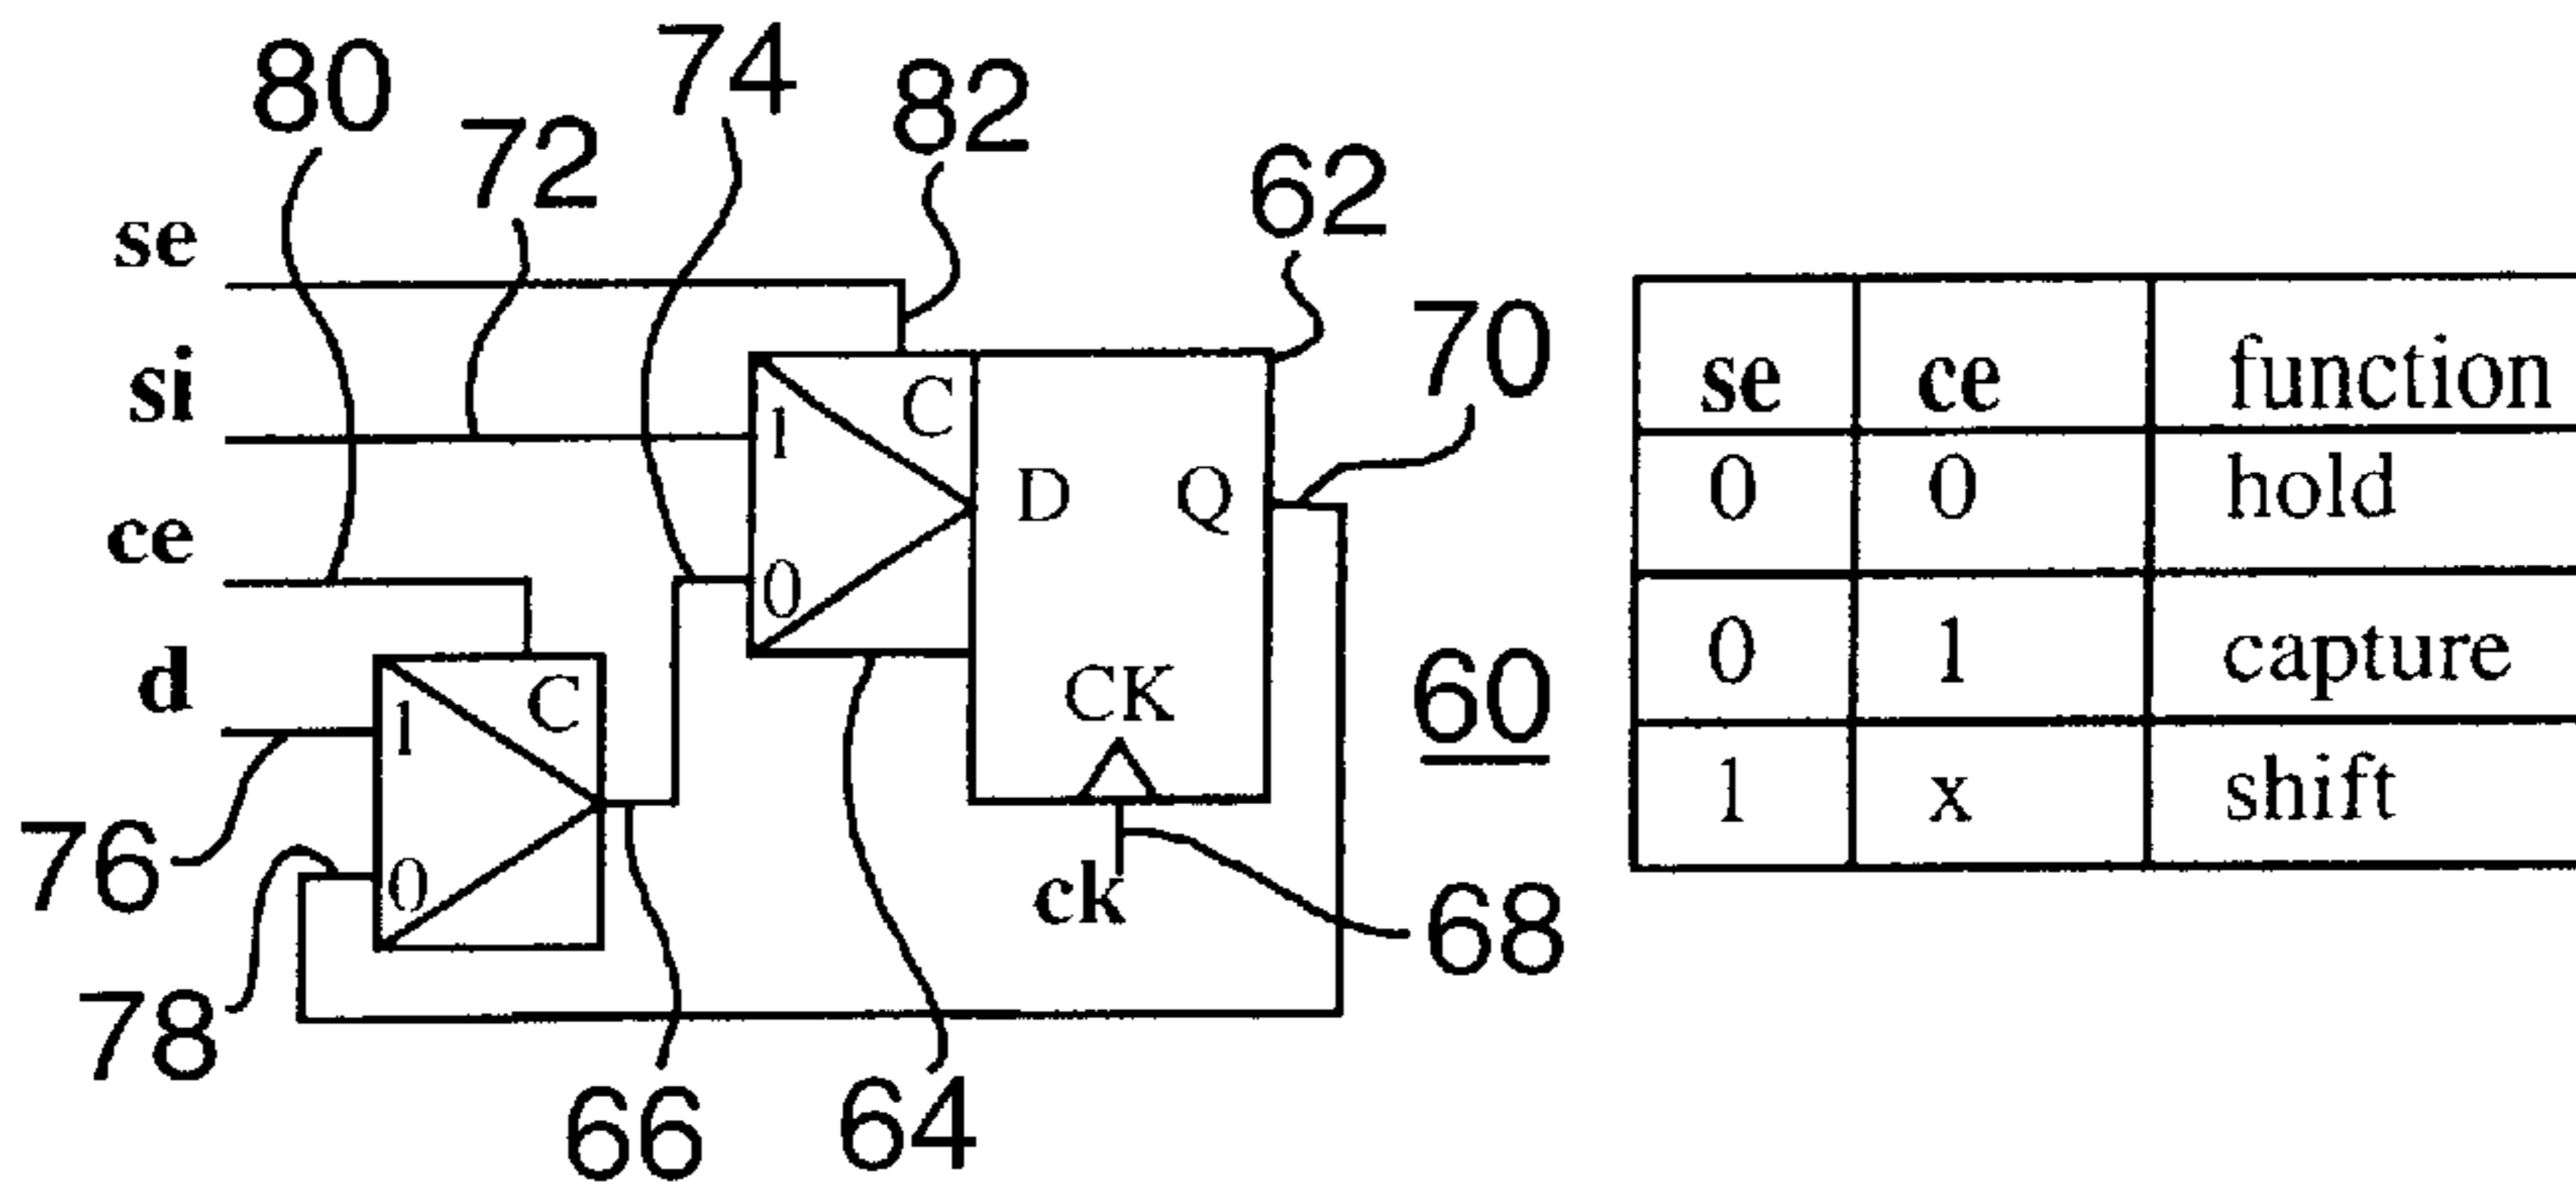 80
72
74
82
62
70
se
si
ce
d
1
0
C
1
0
C
D
Q
CK
ck
60
68
76
78
66
64
se ce function
0 0 hold
0 1 capture
1 x shift